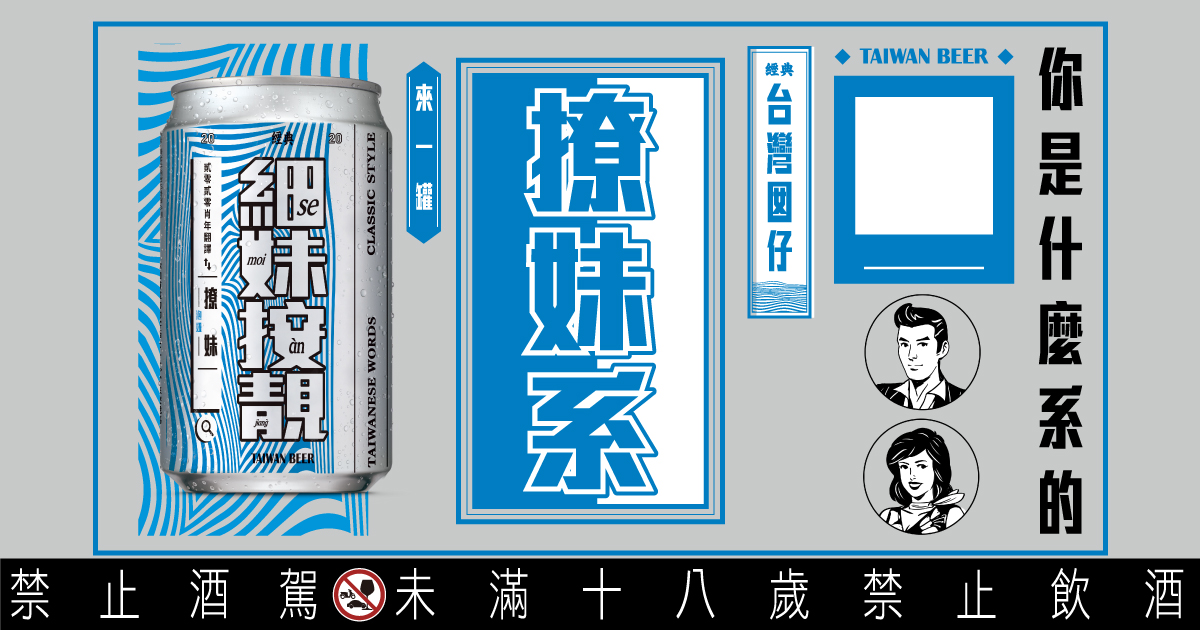 20 經典 20
貳零貳零肖年翻譯
撩妹
細妹按靚
se
moi
àn
jiang
TAIWAN BEER
CLASSIC STYLE
TAIWANESE WORDS
來一罐
撩妹系
經典
台灣囡仔
TAIWAN BEER
你是什麼系的
禁止酒駕 未滿十八歲禁止飲酒